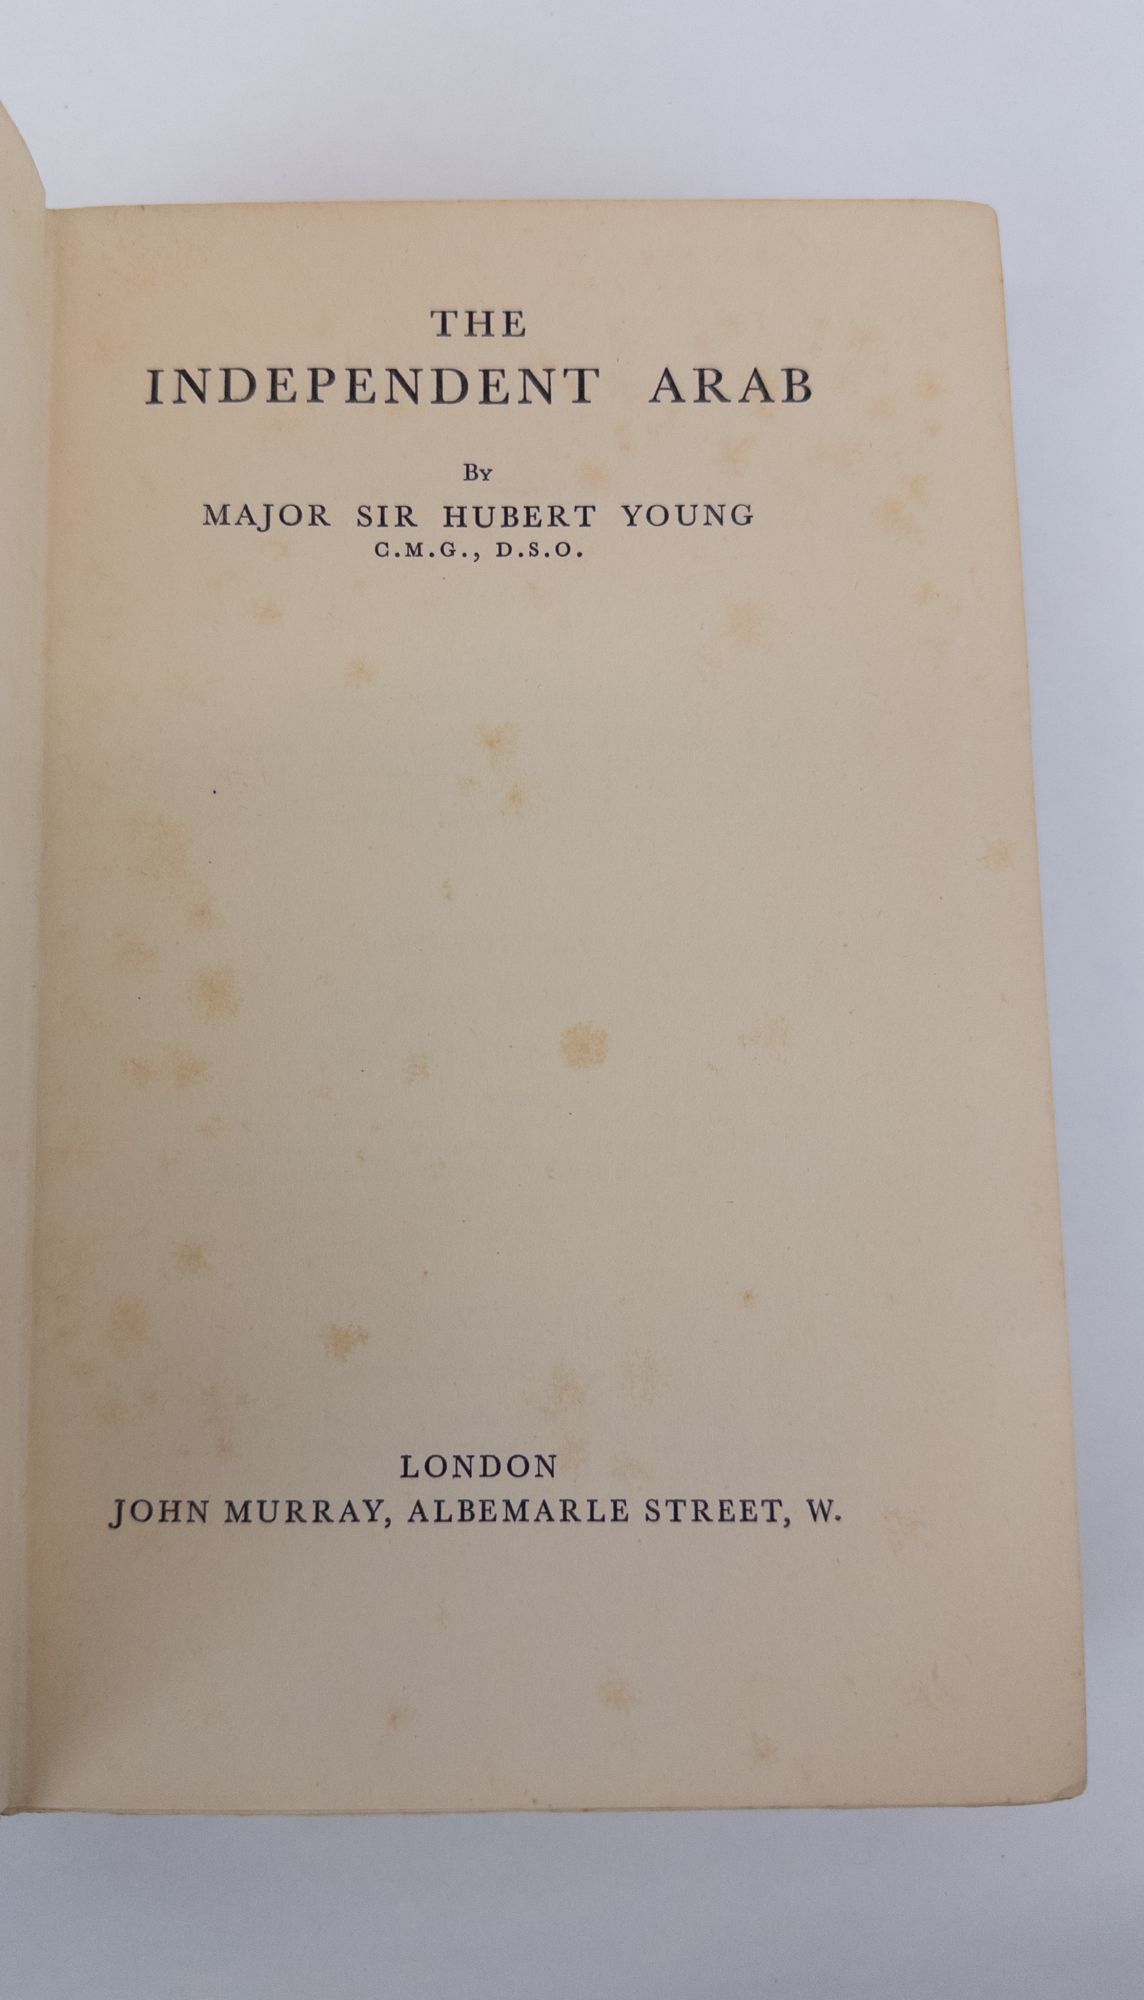 THE
INDEPENDENT ARAB
By
MAJOR SIR HUBERT YOUNG
C.M.G., D.S.O.
LONDON
JOHN MURRAY, ALBEMARLE STREET, W.